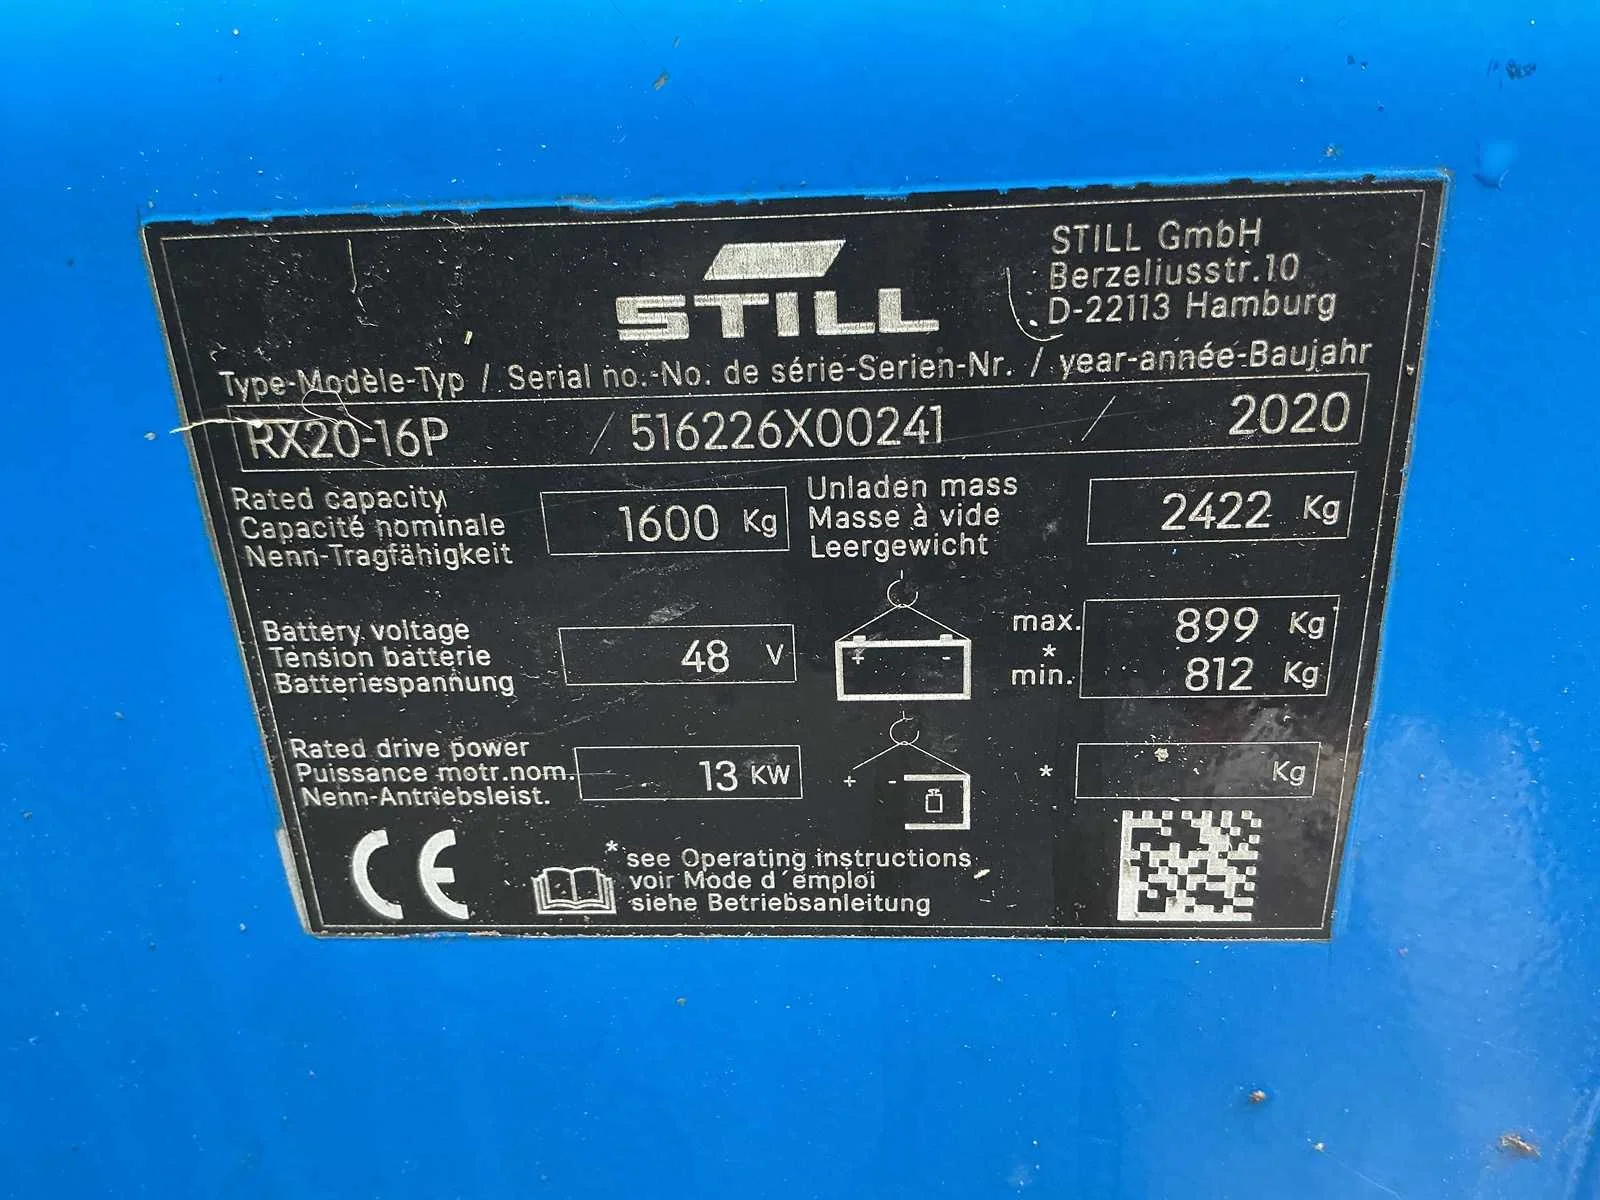 STILL
STILL GmbH
Berzeliusstr.10
D-22113 Hamburg
Type-Modèle-Typ / Serial no.-No. de série-Serien-Nr. / year-année-Baujahr
RX20-16P / 516226X00241 / 2020
Rated capacity
Capacité nominale
Nenn-Tragfähigkeit
1600 Kg
Unladen mass
Masse à vide
Leergewicht
2422 Kg
Battery voltage
Tension batterie
Batteriespannung
48 V
+ -
max. 899 Kg
*
min. 812 Kg
Rated drive power
Puissance motr.nom.
Nenn-Antriebsleist.
13 KW
+ -
* Kg
CE
* see Operating instructions
voir Mode d´emploi
siehe Betriebsanleitung